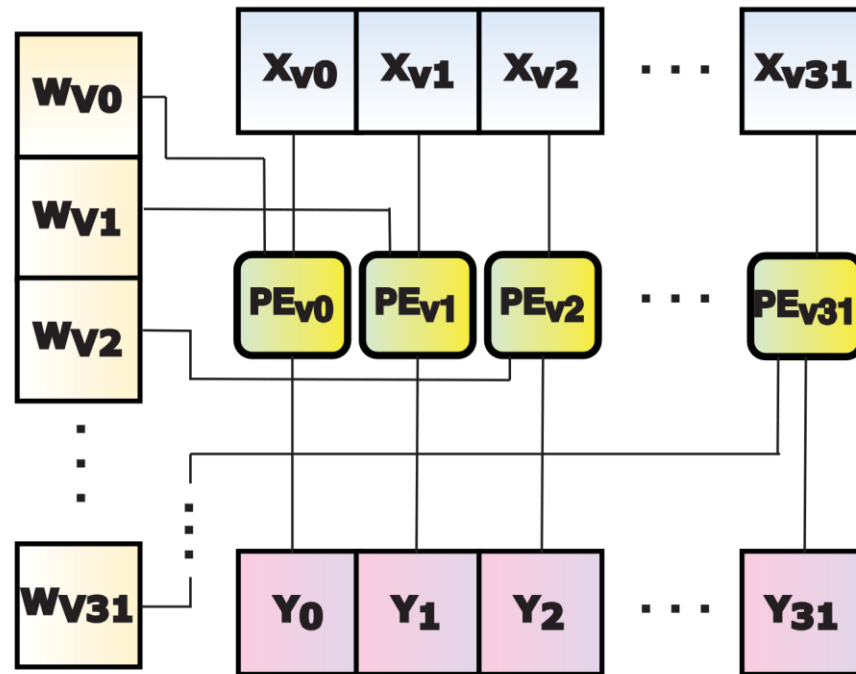 Xv0 Xv1 Xv2 ... Xv31
WV0
WV1
WV2
...
WV31
PEv0 PEv1 PEv2 ... PEv31
...
Y0 Y1 Y2 ... Y31